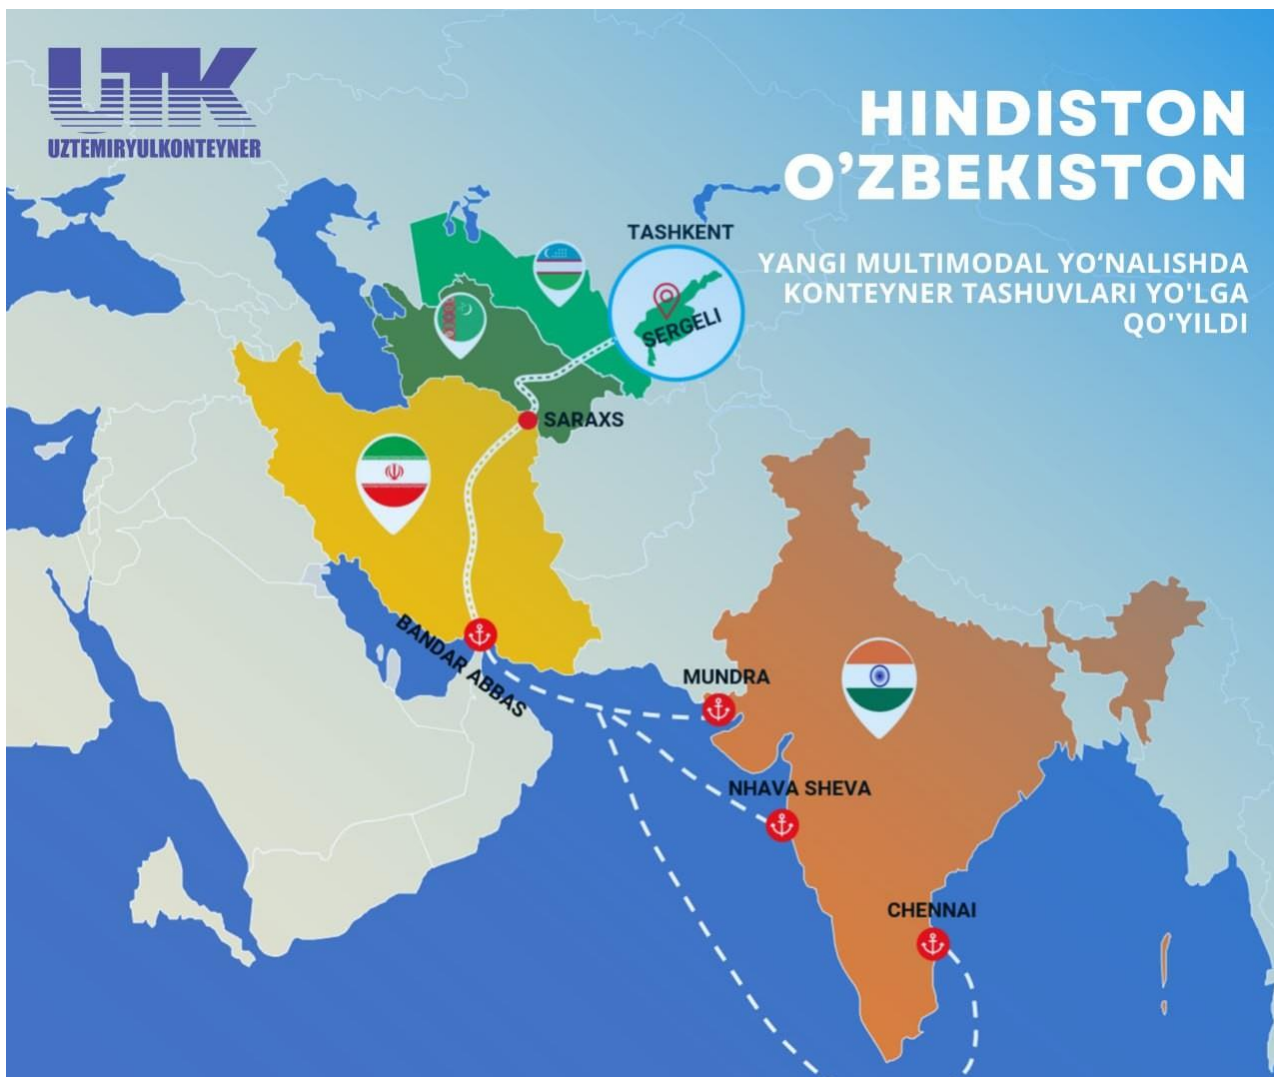 UTK
UZTEMIRYULKONTEYNER
HINDISTON
O’ZBEKISTON
YANGI MULTIMODAL YO‘NALISHDA
KONTEYNER TASHUVLARI YO'LGA
QO'YILDI
TASHKENT
SERGELI
SARAXS
BANDAR ABBAS
MUNDRA
NHAVA SHEVA
CHENNAI